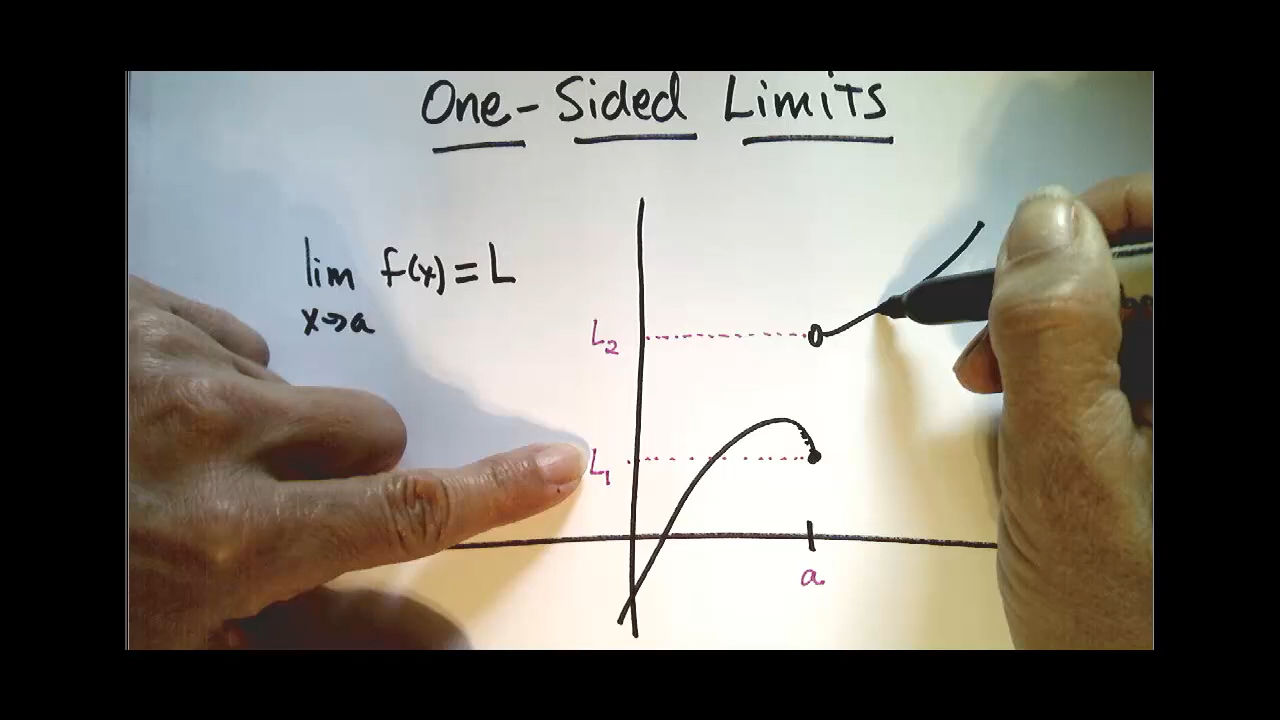 One-Sided Limits
lim f(x) = L
x→a
L2
L1
a